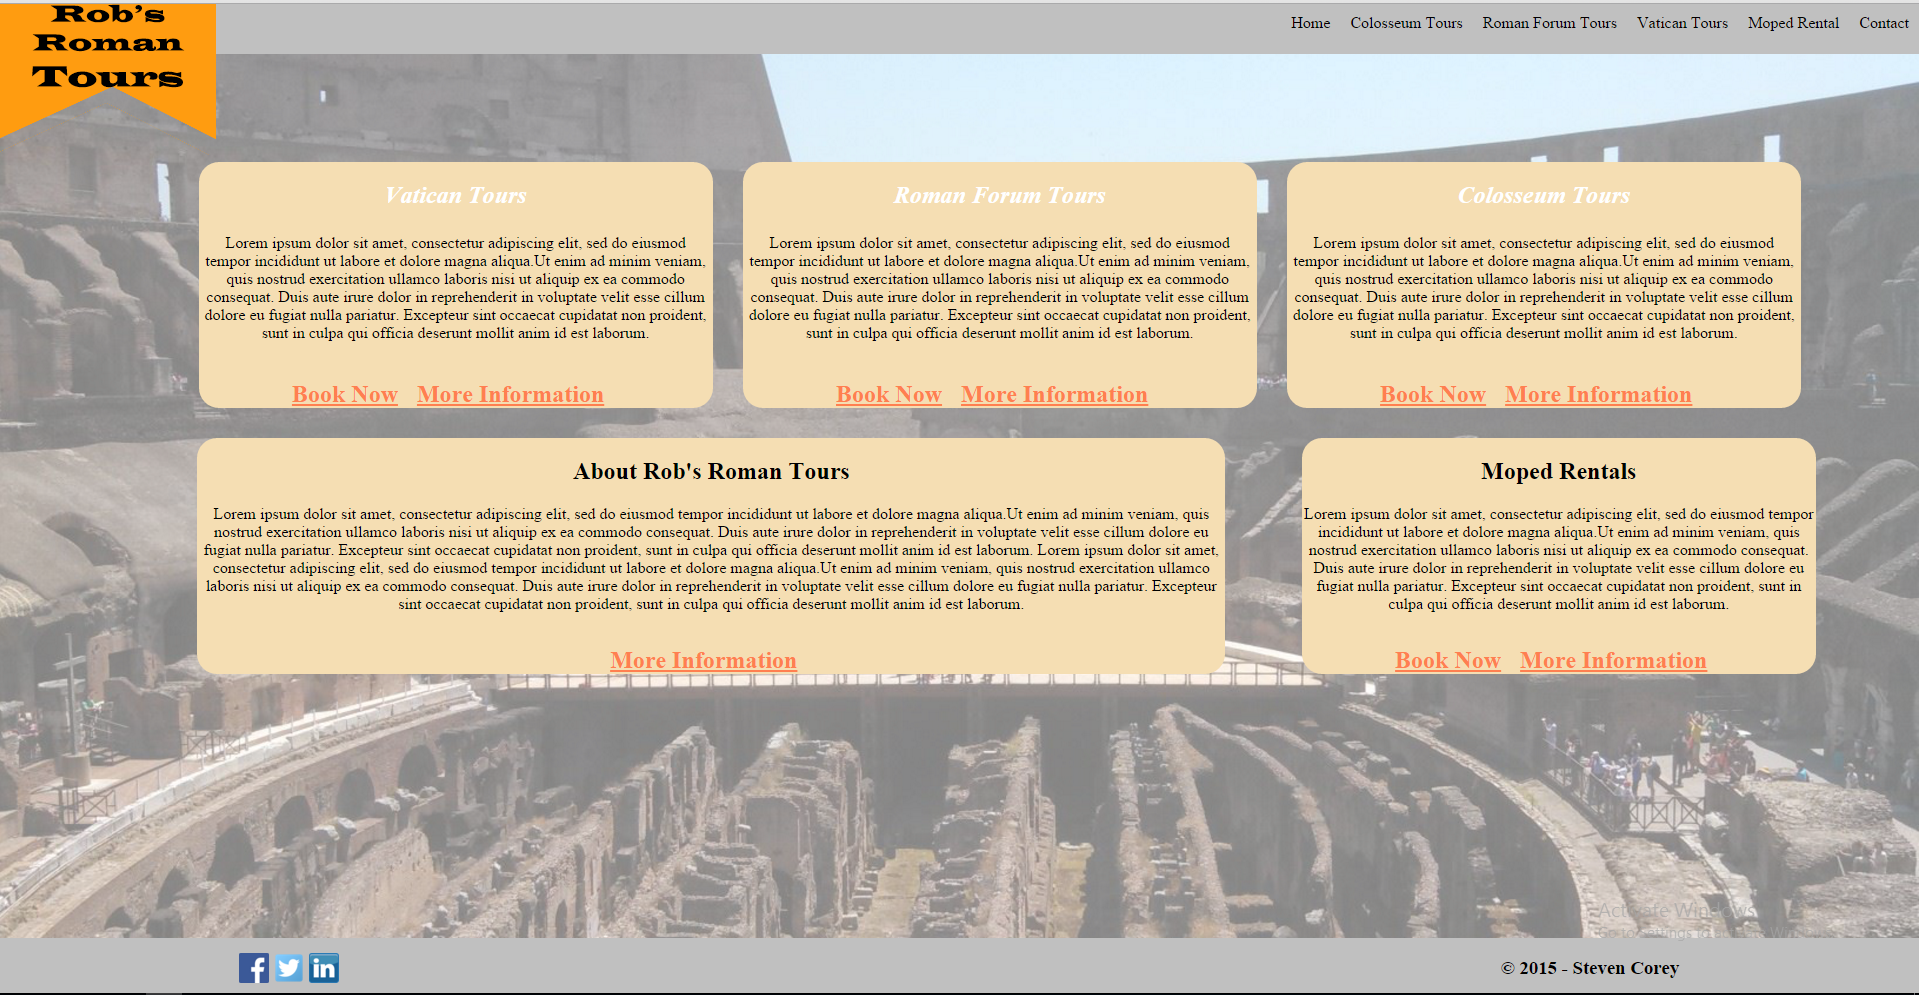 Rob's
Roman
Tours
Home Colosseum Tours Roman Forum Tours Vatican Tours Moped Rental Contact
Vatican Tours
Lorem ipsum dolor sit amet, consectetur adipiscing elit, sed do eiusmod
tempor incididunt ut labore et dolore magna aliqua.Ut enim ad minim veniam,
quis nostrud exercitation ullamco laboris nisi ut aliquip ex ea commodo
consequat. Duis aute irure dolor in reprehenderit in voluptate velit esse cillum
dolore eu fugiat nulla pariatur. Excepteur sint occaecat cupidatat non proident,
sunt in culpa qui officia deserunt mollit anim id est laborum.
Book Now More Information
Roman Forum Tours
Lorem ipsum dolor sit amet, consectetur adipiscing elit, sed do eiusmod
tempor incididunt ut labore et dolore magna aliqua.Ut enim ad minim veniam,
quis nostrud exercitation ullamco laboris nisi ut aliquip ex ea commodo
consequat. Duis aute irure dolor in reprehenderit in voluptate velit esse cillum
dolore eu fugiat nulla pariatur. Excepteur sint occaecat cupidatat non proident,
sunt in culpa qui officia deserunt mollit anim id est laborum.
Book Now More Information
Colosseum Tours
Lorem ipsum dolor sit amet, consectetur adipiscing elit, sed do eiusmod
tempor incididunt ut labore et dolore magna aliqua.Ut enim ad minim veniam,
quis nostrud exercitation ullamco laboris nisi ut aliquip ex ea commodo
consequat. Duis aute irure dolor in reprehenderit in voluptate velit esse cillum
dolore eu fugiat nulla pariatur. Excepteur sint occaecat cupidatat non proident,
sunt in culpa qui officia deserunt mollit anim id est laborum.
Book Now More Information
About Rob's Roman Tours
Lorem ipsum dolor sit amet, consectetur adipiscing elit, sed do eiusmod tempor incididunt ut labore et dolore magna aliqua.Ut enim ad minim veniam, quis
nostrud exercitation ullamco laboris nisi ut aliquip ex ea commodo consequat. Duis aute irure dolor in reprehenderit in voluptate velit esse cillum dolore eu
fugiat nulla pariatur. Excepteur sint occaecat cupidatat non proident, sunt in culpa qui officia deserunt mollit anim id est laborum. Lorem ipsum dolor sit amet,
consectetur adipiscing elit, sed do eiusmod tempor incididunt ut labore et dolore magna aliqua.Ut enim ad minim veniam, quis nostrud exercitation ullamco
laboris nisi ut aliquip ex ea commodo consequat. Duis aute irure dolor in reprehenderit in voluptate velit esse cillum dolore eu fugiat nulla pariatur. Excepteur
sint occaecat cupidatat non proident, sunt in culpa qui officia deserunt mollit anim id est laborum.
More Information
Moped Rentals
Lorem ipsum dolor sit amet, consectetur adipiscing elit, sed do eiusmod tempor
incididunt ut labore et dolore magna aliqua.Ut enim ad minim veniam, quis
nostrud exercitation ullamco laboris nisi ut aliquip ex ea commodo consequat.
Duis aute irure dolor in reprehenderit in voluptate velit esse cillum dolore eu
fugiat nulla pariatur. Excepteur sint occaecat cupidatat non proident, sunt in
culpa qui officia deserunt mollit anim id est laborum.
Book Now More Information
Activate Windows
f in
© 2015 - Steven Corey